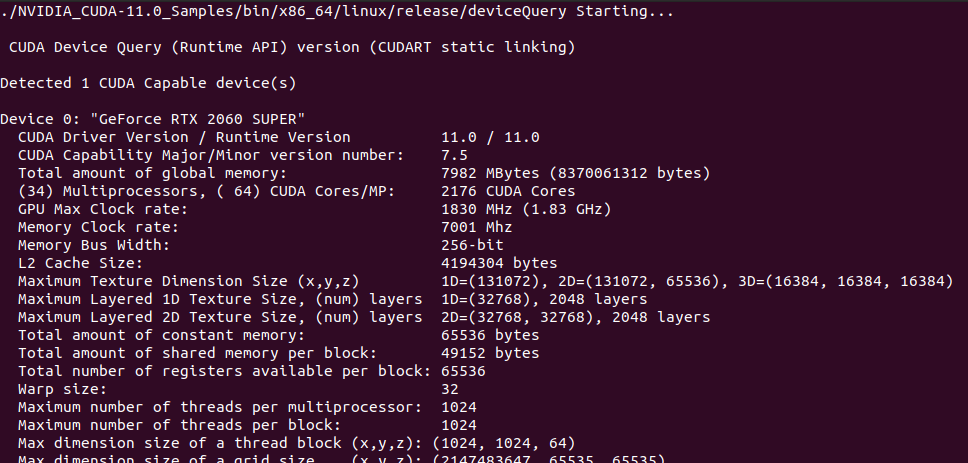 ./NVIDIA_CUDA-11.0_Samples/bin/x86_64/linux/release/deviceQuery Starting...
CUDA Device Query (Runtime API) version (CUDART static linking)
Detected 1 CUDA Capable device(s)
Device 0: "GeForce RTX 2060 SUPER"
CUDA Driver Version / Runtime Version 11.0 / 11.0
CUDA Capability Major/Minor version number: 7.5
Total amount of global memory: 7982 MBytes (8370061312 bytes)
(34) Multiprocessors, ( 64) CUDA Cores/MP: 2176 CUDA Cores
GPU Max Clock rate: 1830 MHz (1.83 GHz)
Memory Clock rate: 7001 Mhz
Memory Bus Width: 256-bit
L2 Cache Size: 4194304 bytes
Maximum Texture Dimension Size (x,y,z) 1D=(131072), 2D=(131072, 65536), 3D=(16384, 16384, 16384)
Maximum Layered 1D Texture Size, (num) layers 1D=(32768), 2048 layers
Maximum Layered 2D Texture Size, (num) layers 2D=(32768, 32768), 2048 layers
Total amount of constant memory: 65536 bytes
Total amount of shared memory per block: 49152 bytes
Total number of registers available per block: 65536
Warp size: 32
Maximum number of threads per multiprocessor: 1024
Maximum number of threads per block: 1024
Max dimension size of a thread block (x,y,z): (1024, 1024, 64)
Max dimension size of a grid size (x,y,z): (2147483647, 65535, 65535)